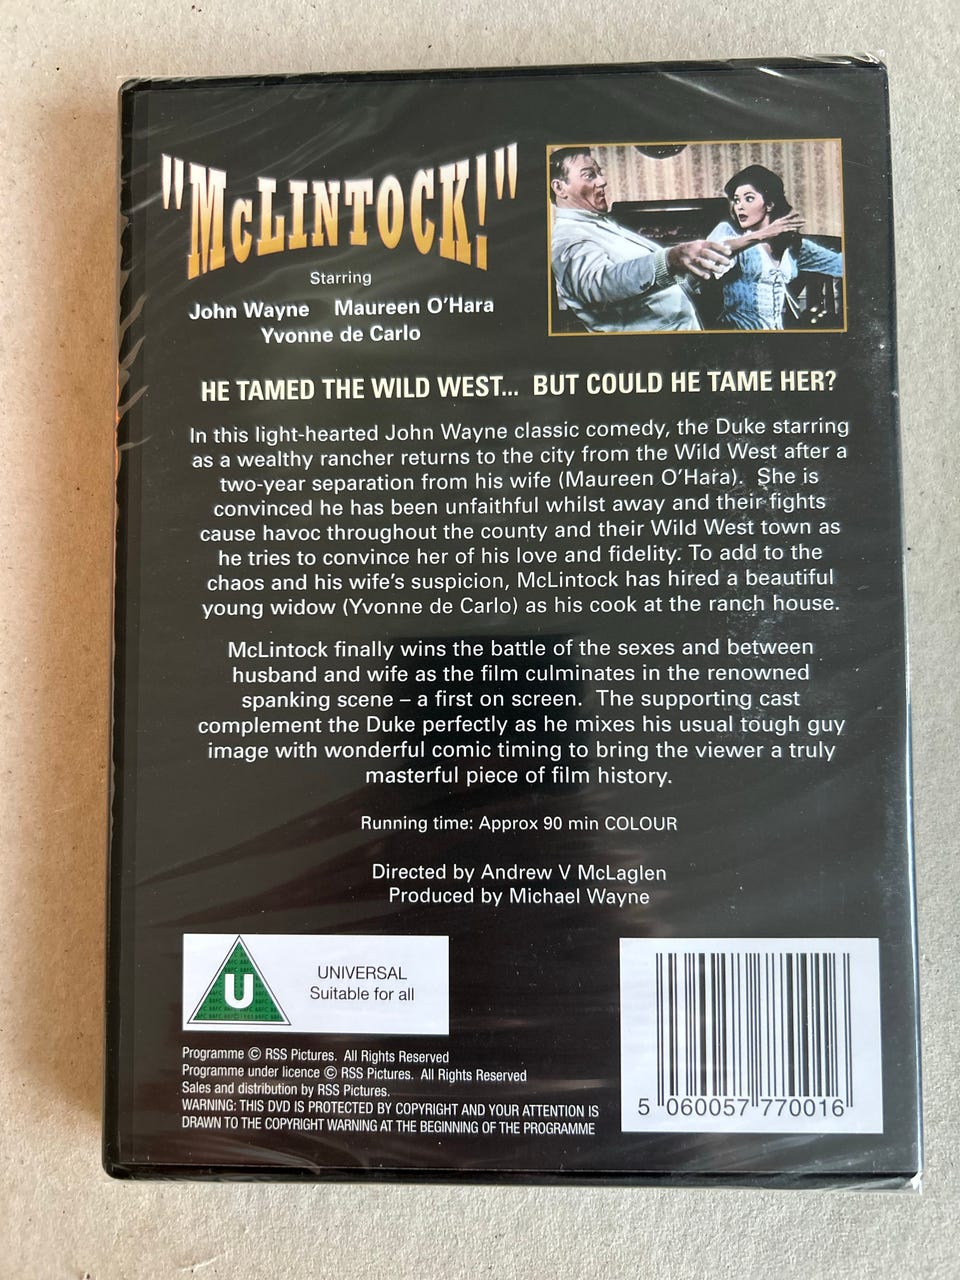 "McLINTOCK!"
Starring
John Wayne Maureen O'Hara
Yvonne de Carlo
HE TAMED THE WILD WEST... BUT COULD HE TAME HER?
In this light-hearted John Wayne classic comedy, the Duke starring
as a wealthy rancher returns to the city from the Wild West after a
two-year separation from his wife (Maureen O'Hara). She is
convinced he has been unfaithful whilst away and their fights
cause havoc throughout the county and their Wild West town as
he tries to convince her of his love and fidelity. To add to the
chaos and his wife's suspicion, McLintock has hired a beautiful
young widow (Yvonne de Carlo) as his cook at the ranch house.
McLintock finally wins the battle of the sexes and between
husband and wife as the film culminates in the renowned
spanking scene – a first on screen. The supporting cast
complement the Duke perfectly as he mixes his usual tough guy
image with wonderful comic timing to bring the viewer a truly
masterful piece of film history.
Running time: Approx 90 min COLOUR
Directed by Andrew V McLaglen
Produced by Michael Wayne
U
UNIVERSAL
Suitable for all
Programme © RSS Pictures. All Rights Reserved
Programme under licence © RSS Pictures. All Rights Reserved
Sales and distribution by RSS Pictures.
WARNING: THIS DVD IS PROTECTED BY COPYRIGHT AND YOUR ATTENTION IS
DRAWN TO THE COPYRIGHT WARNING AT THE BEGINNING OF THE PROGRAMME
5 060057 770016